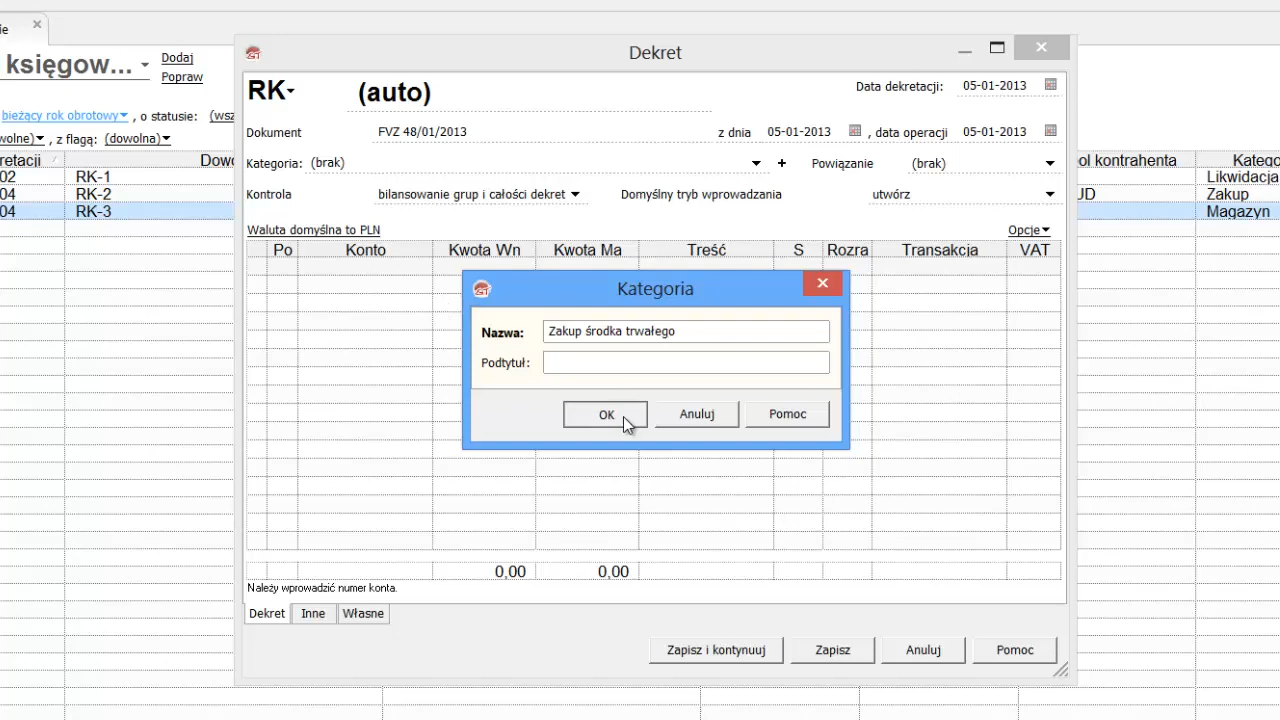 ie
księgow...
Dodaj
Popraw
bieżący rok obrotowy , o statusie: (wsz
wolne) , z flagą: (dowolna)
retacji Dowo ol kontrahenta Katego
02 RK-1 Likwidacja
04 RK-2 JD Zakup
04 RK-3 Magazyn
Dekret
RK- (auto) Data dekretacji: 05-01-2013
Dokument FVZ 48/01/2013 z dnia 05-01-2013 , data operacji 05-01-2013
Kategoria: (brak) + Powiązanie (brak)
Kontrola bilansowanie grup i całości dekret Domyślny tryb wprowadzania utwórz
Waluta domyślna to PLN Opcje
Po Konto Kwota Wn Kwota Ma Treść S Rozra Transakcja VAT
Kategoria
Nazwa: Zakup środka trwałego
Podtytuł:
OK Anuluj Pomoc
0,00 0,00
Należy wprowadzić numer konta.
Dekret Inne Własne
Zapisz i kontynuuj Zapisz Anuluj Pomoc